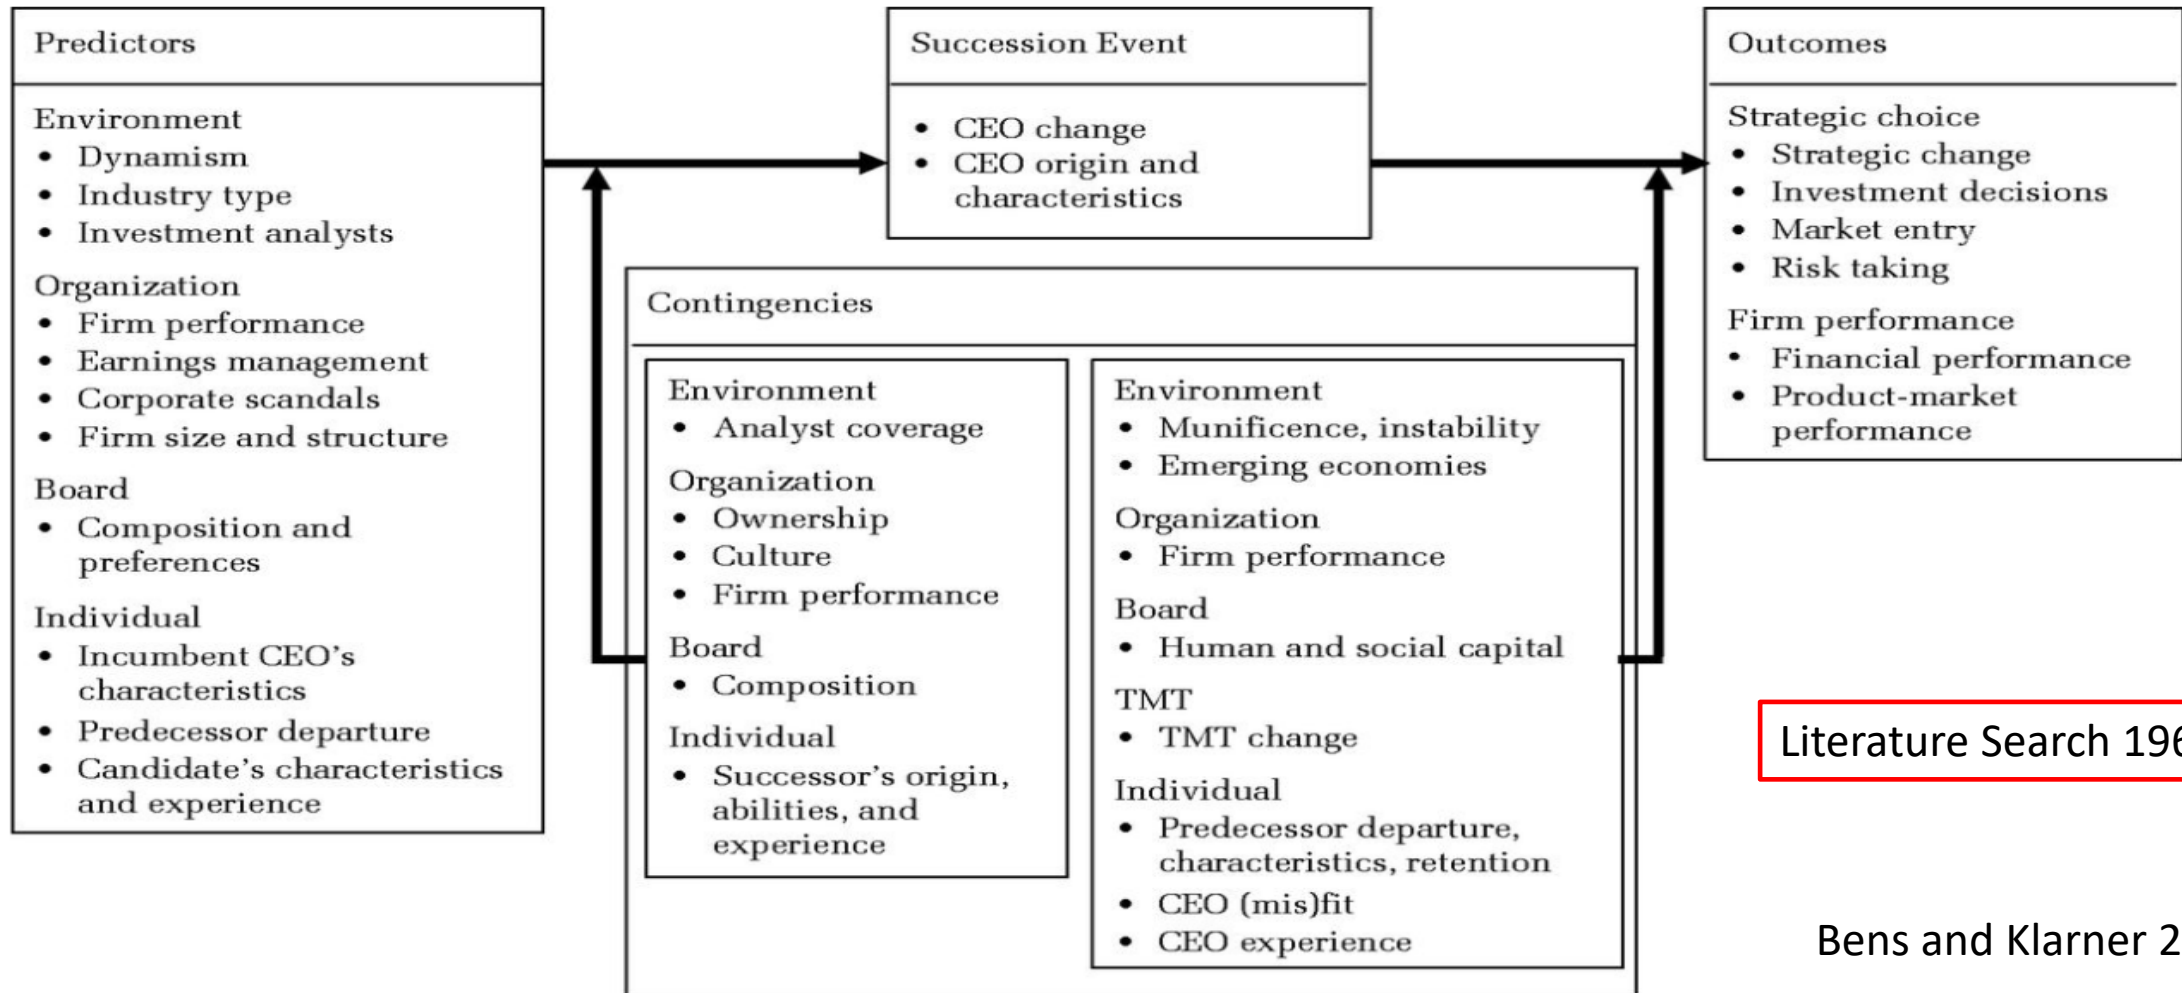 Predictors
Environment
• Dynamism
• Industry type
• Investment analysts
Organization
• Firm performance
• Earnings management
• Corporate scandals
• Firm size and structure
Board
• Composition and
preferences
Individual
• Incumbent CEO's
characteristics
• Predecessor departure
• Candidate's characteristics
and experience
Succession Event
• CEO change
• CEO origin and
characteristics
Contingencies
Environment
• Analyst coverage
Organization
• Ownership
• Culture
• Firm performance
Board
• Composition
Individual
• Successor's origin,
abilities, and
experience
Environment
• Munificence, instability
• Emerging economies
Organization
• Firm performance
Board
• Human and social capital
TMT
• TMT change
Individual
• Predecessor departure,
characteristics, retention
• CEO (mis)fit
• CEO experience
Outcomes
Strategic choice
• Strategic change
• Investment decisions
• Market entry
• Risk taking
Firm performance
• Financial performance
• Product-market
performance
Literature Search
Bens and Klarner